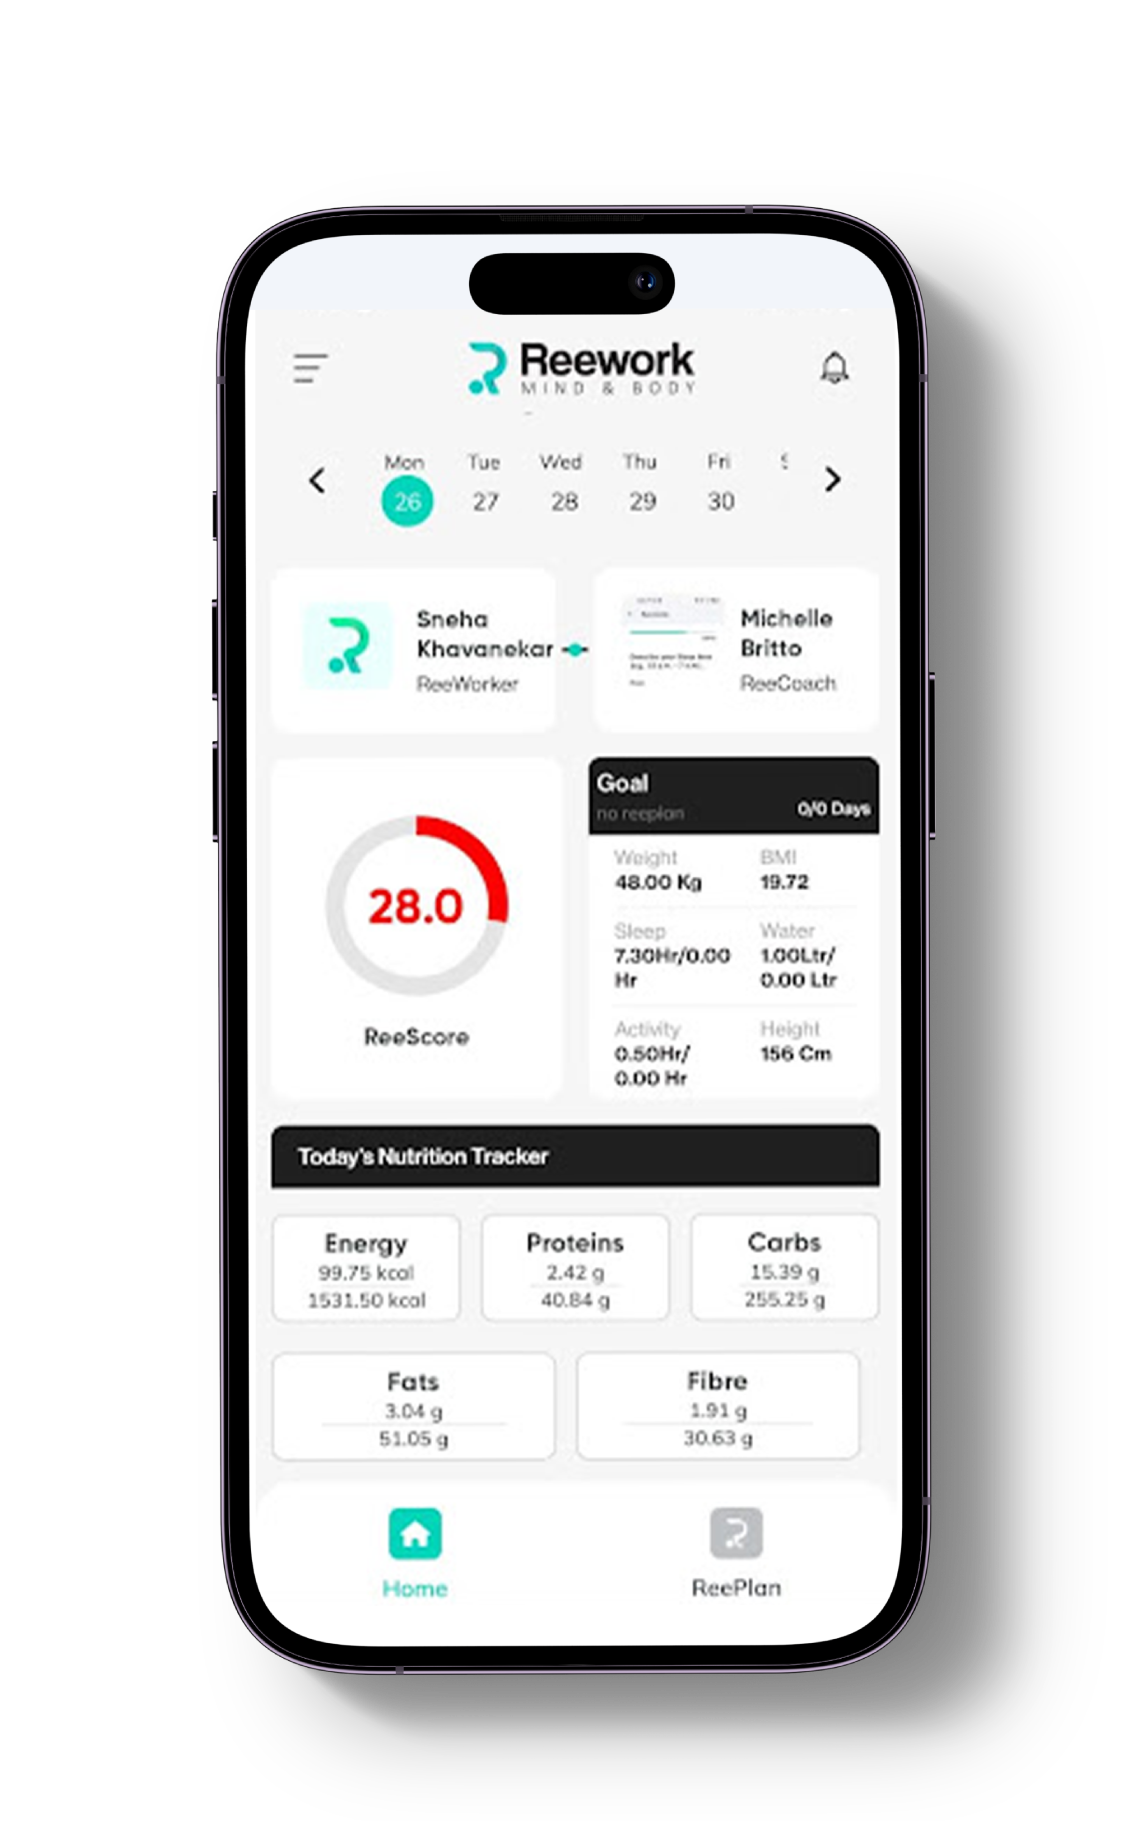 Reework
MIND & BODY
Mon Tue Wed Thu Fri
26 27 28 29 30
Sneha
Khavanekar
ReeWorker
Michelle
Britto
ReeCoach
28.0
ReeScore
Goal
no reeplan
0/0 Days
Weight
48.00 Kg
BMI
19.72
Sleep
7.30Hr/0.00
Hr
Water
1.00Ltr/
0.00 Ltr
Activity
0.50Hr/
0.00 Hr
Height
156 Cm
Today's Nutrition Tracker
Energy
99.75 kcal
1531.50 kcal
Proteins
2.42 g
40.84 g
Carbs
15.39 g
255.25 g
Fats
3.04 g
51.05 g
Fibre
1.91 g
30.63 g
Home
ReePlan